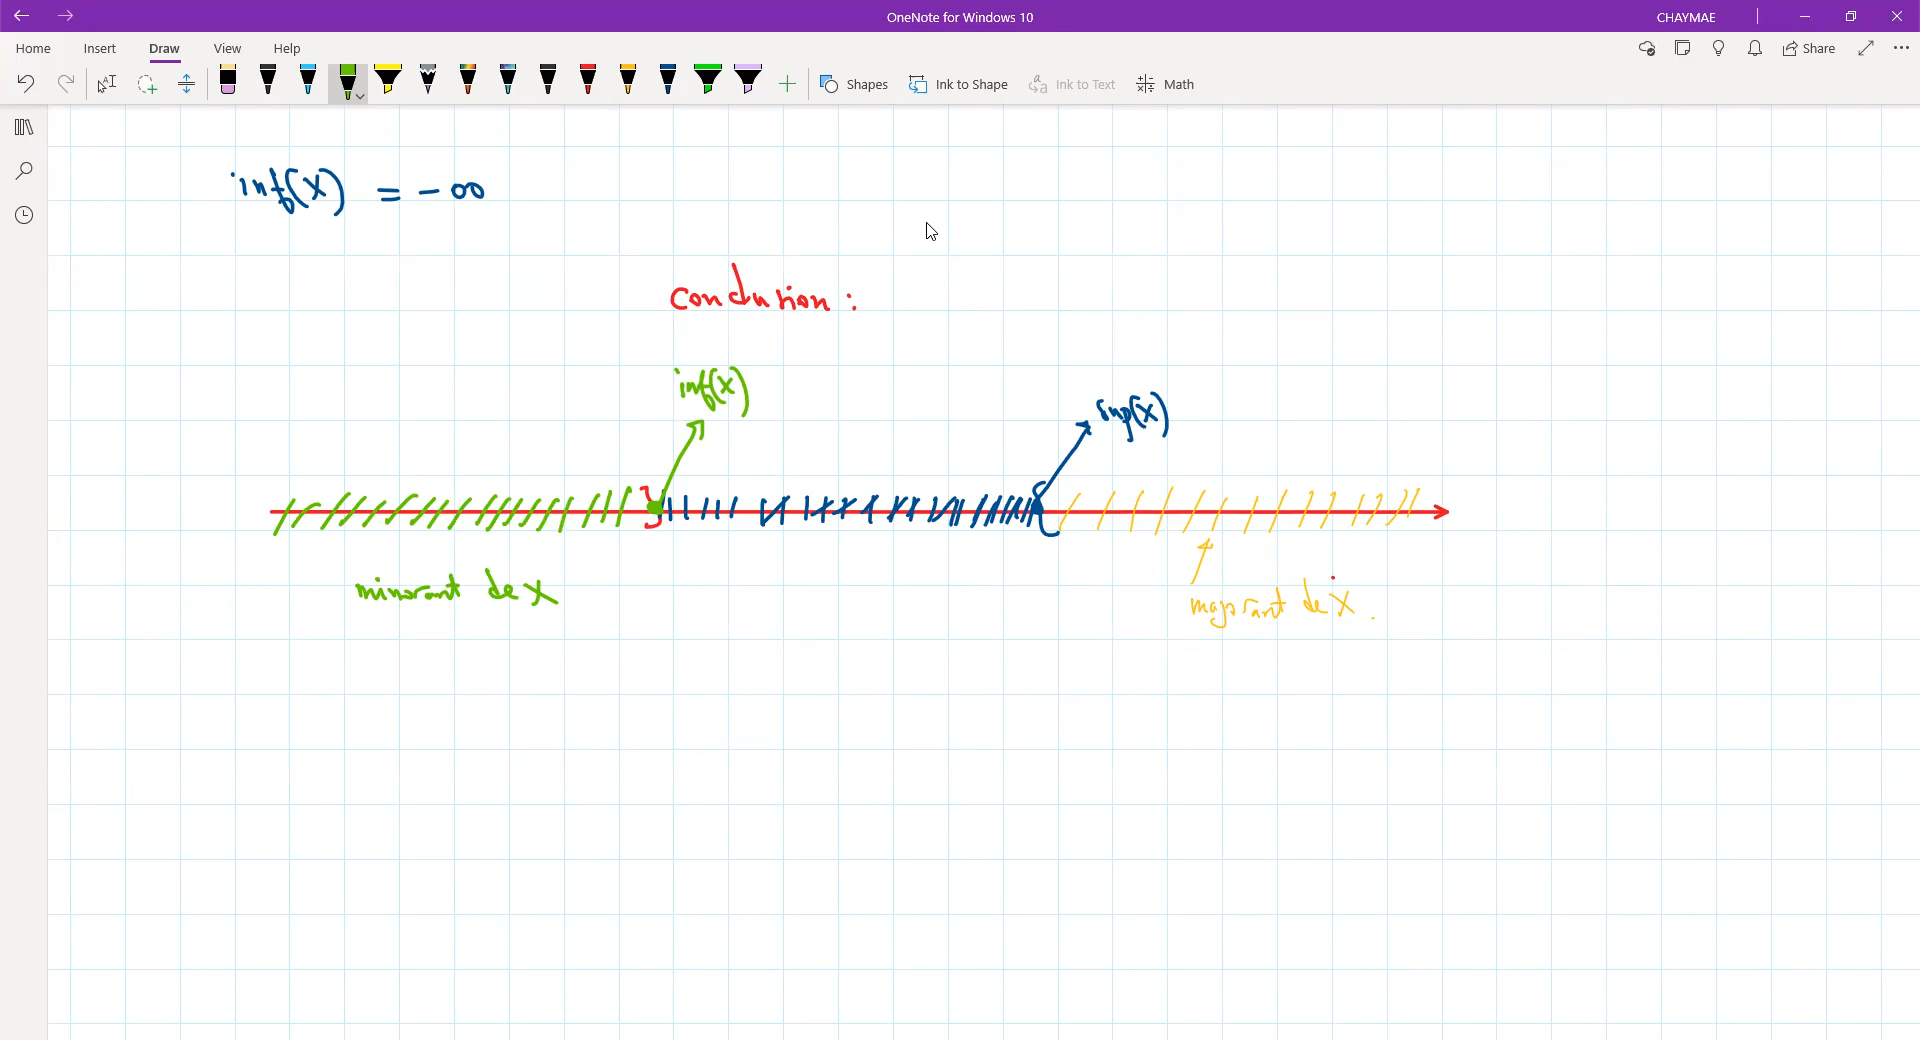 OneNote for Windows 10
CHAYMAE
Home Insert Draw View Help
Share
Shapes Ink to Shape Ink to Text Math
inf(X) = - ∞
conclusion :
inf(X)
sup(X)
minorant de X
majorant de X .